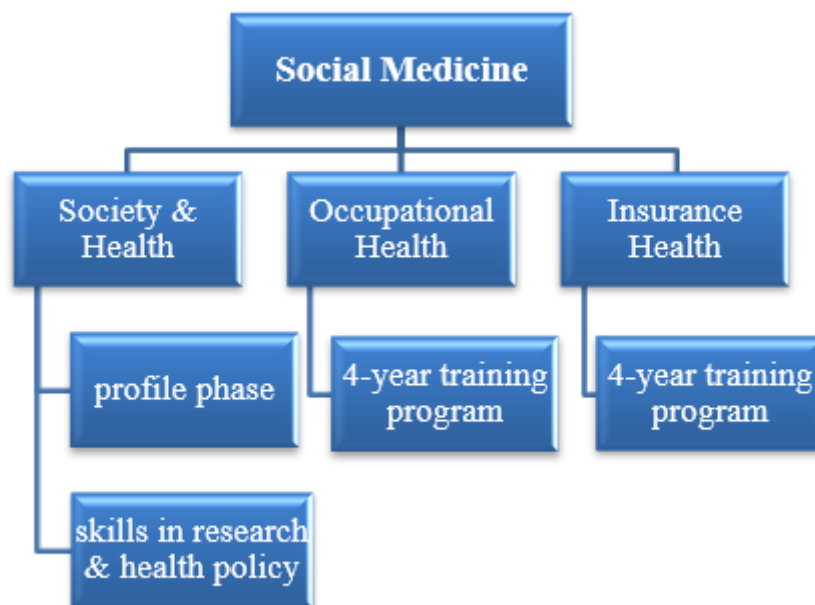 Social Medicine
Society &
Health
Occupational
Health
Insurance
Health
profile phase
4-year training
program
4-year training
program
skills in research
& health policy